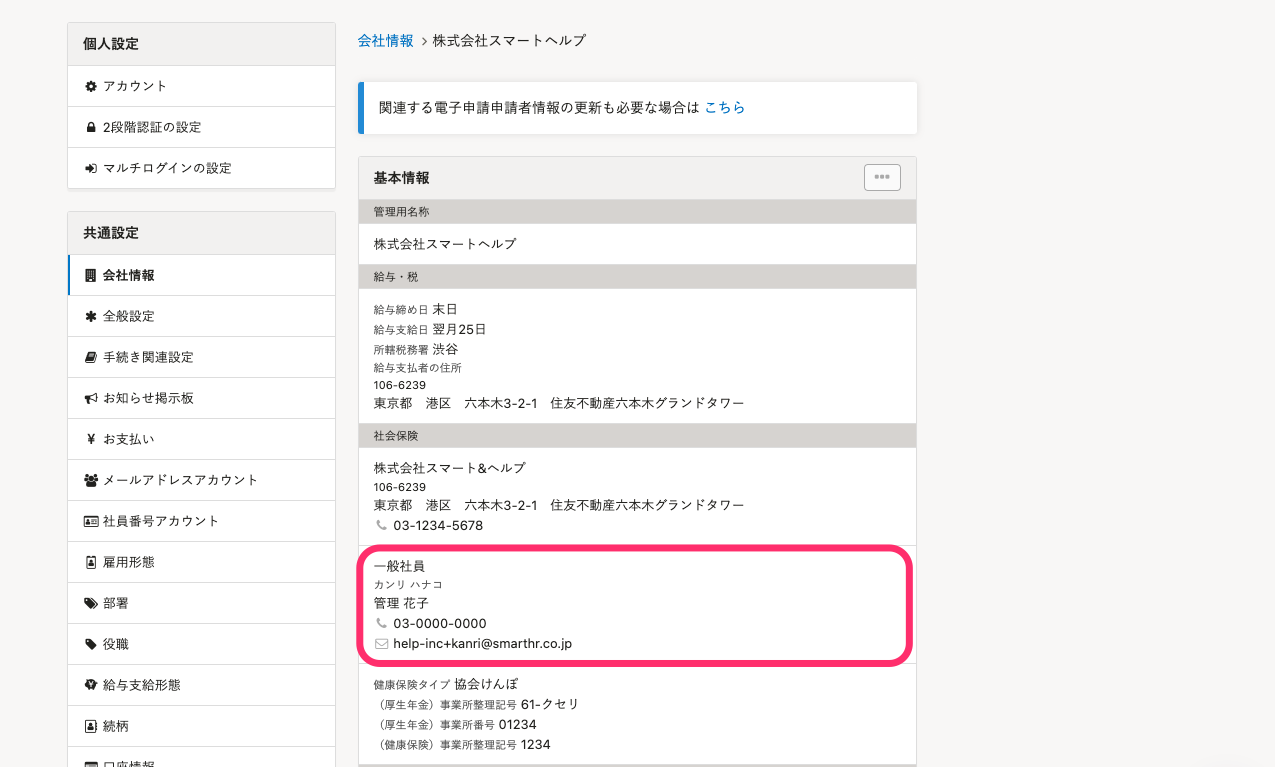 個人設定
アカウント
2段階認証の設定
マルチログインの設定
共通設定
会社情報
全般設定
手続き関連設定
お知らせ掲示板
お支払い
メールアドレスアカウント
社員番号アカウント
雇用形態
部署
役職
給与支給形態
続柄
口座情報
会社情報 > 株式会社スマートヘルプ
関連する電子申請申請者情報の更新も必要な場合は こちら
基本情報
管理用名称
株式会社スマートヘルプ
給与・税
給与締め日 末日
給与支給日 翌月25日
所轄税務署 渋谷
給与支払者の住所
106-6239
東京都　港区　六本木3-2-1　住友不動産六本木グランドタワー
社会保険
株式会社スマート&ヘルプ
106-6239
東京都　港区　六本木3-2-1　住友不動産六本木グランドタワー
03-1234-5678
一般社員
カンリ ハナコ
管理 花子
03-0000-0000
help-inc+kanri@smarthr.co.jp
健康保険タイプ 協会けんぽ
（厚生年金）事業所整理記号 61-クセリ
（厚生年金）事業所番号 01234
（健康保険）事業所整理記号 1234